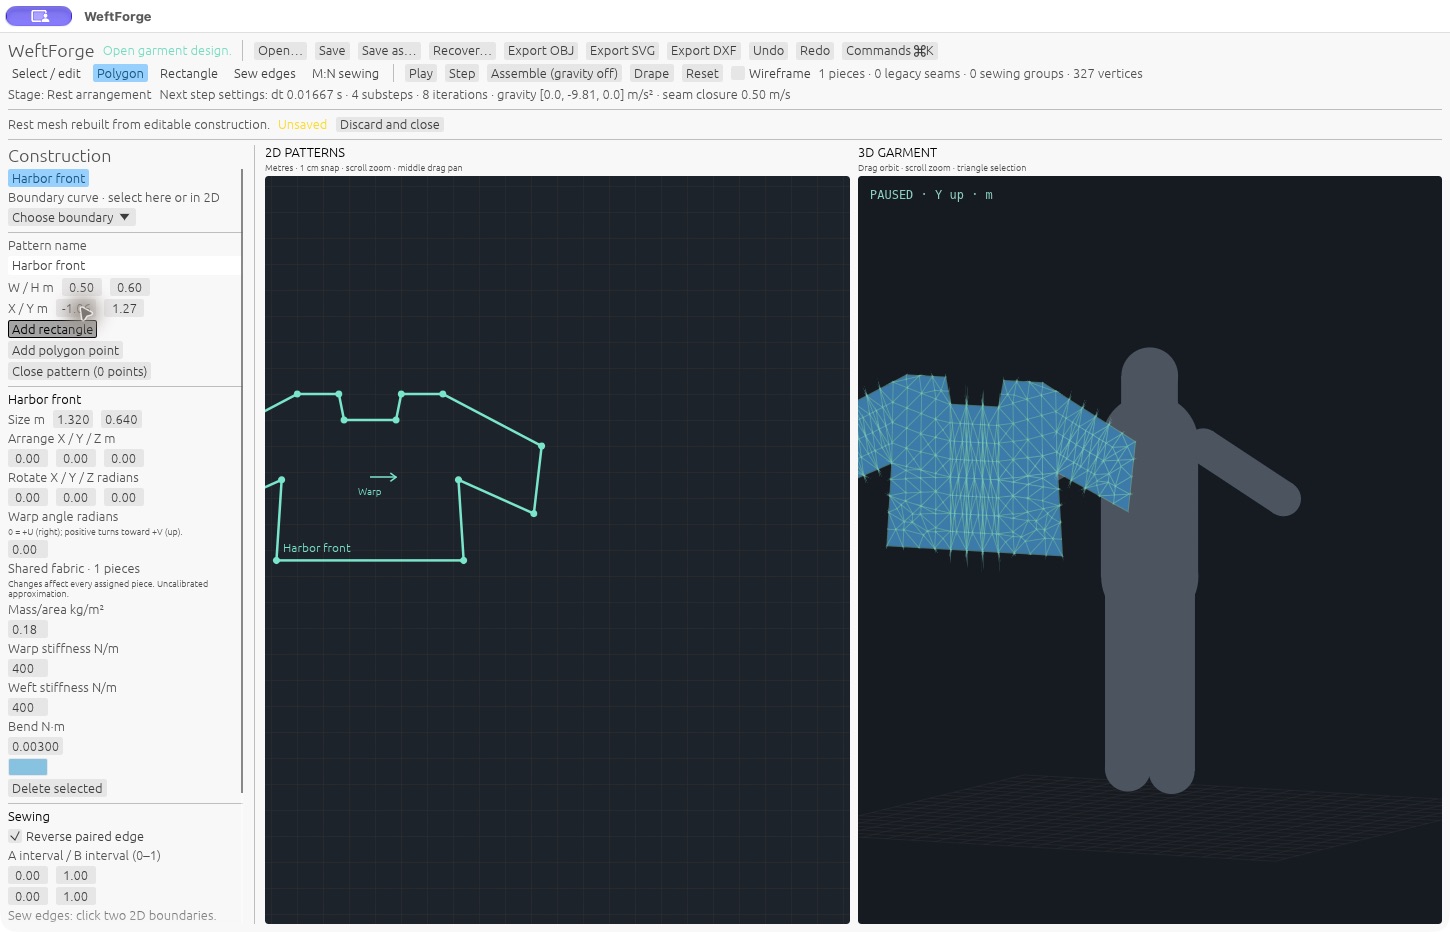 WeftForge
WeftForge Open garment design. Open... Save Save as... Recover... Export OBJ Export SVG Export DXF Undo Redo Commands ⌘K
Select / edit Polygon Rectangle Sew edges M:N sewing Play Step Assemble (gravity off) Drape Reset Wireframe 1 pieces · 0 legacy seams · 0 sewing groups · 327 vertices
Stage: Rest arrangement Next step settings: dt 0.01667 s · 4 substeps · 8 iterations · gravity [0.0, -9.81, 0.0] m/s² · seam closure 0.50 m/s
Rest mesh rebuilt from editable construction. Unsaved Discard and close
Construction
Harbor front
Boundary curve · select here or in 2D
Choose boundary
Pattern name
Harbor front
W / H m 0.50 0.60
X / Y m 1.27
Add rectangle
Add polygon point
Close pattern (0 points)
Harbor front
Size m 1.320 0.640
Arrange X / Y / Z m
0.00 0.00 0.00
Rotate X / Y / Z radians
0.00 0.00 0.00
Warp angle radians
0 = +U (right); positive turns toward +V (up).
0.00
Shared fabric · 1 pieces
Changes affect every assigned piece. Uncalibrated
approximation.
Mass/area kg/m²
0.18
Warp stiffness N/m
400
Weft stiffness N/m
400
Bend N·m
0.00300
Delete selected
Sewing
Reverse paired edge
A interval / B interval (0–1)
0.00 1.00
0.00 1.00
Sew edges: click two 2D boundaries.
2D PATTERNS
Metres · 1 cm snap · scroll zoom · middle drag pan
Warp
Harbor front
3D GARMENT
Drag orbit · scroll zoom · triangle selection
PAUSED · Y up · m